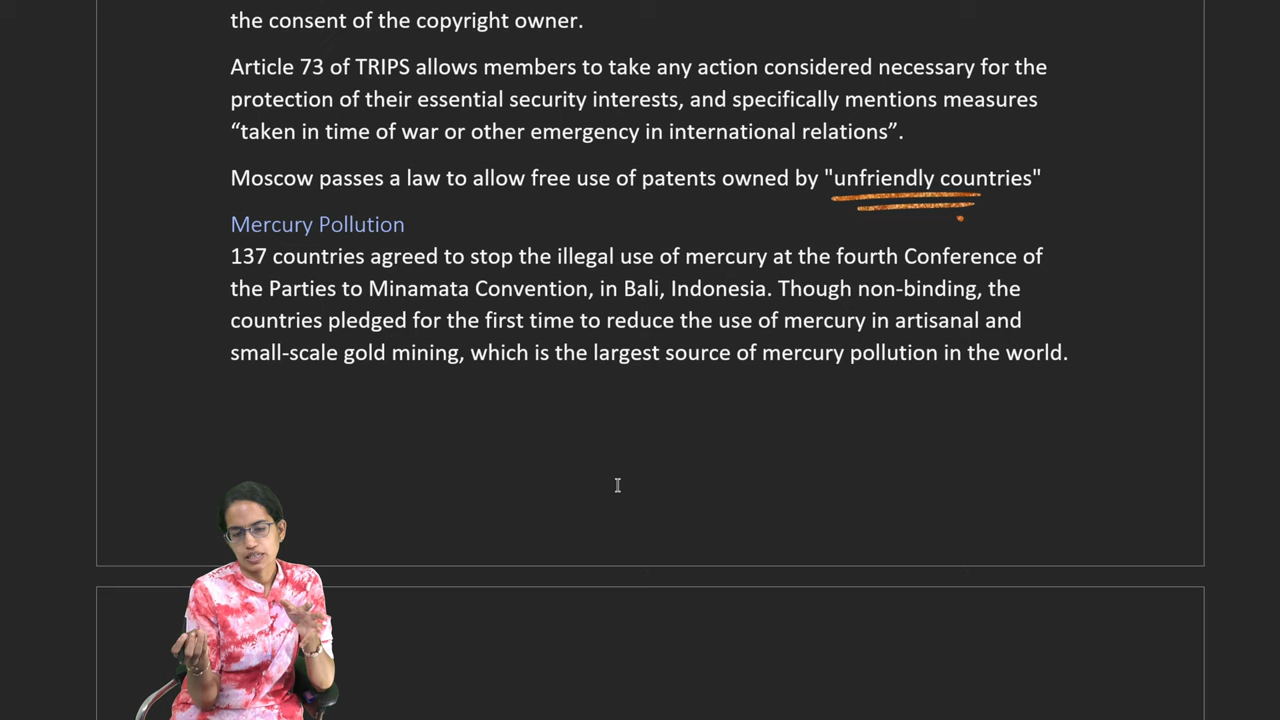 the consent of the copyright owner.
Article 73 of TRIPS allows members to take any action considered necessary for the
protection of their essential security interests, and specifically mentions measures
“taken in time of war or other emergency in international relations”.
Moscow passes a law to allow free use of patents owned by "unfriendly countries"
Mercury Pollution
137 countries agreed to stop the illegal use of mercury at the fourth Conference of
the Parties to Minamata Convention, in Bali, Indonesia. Though non-binding, the
countries pledged for the first time to reduce the use of mercury in artisanal and
small-scale gold mining, which is the largest source of mercury pollution in the world.